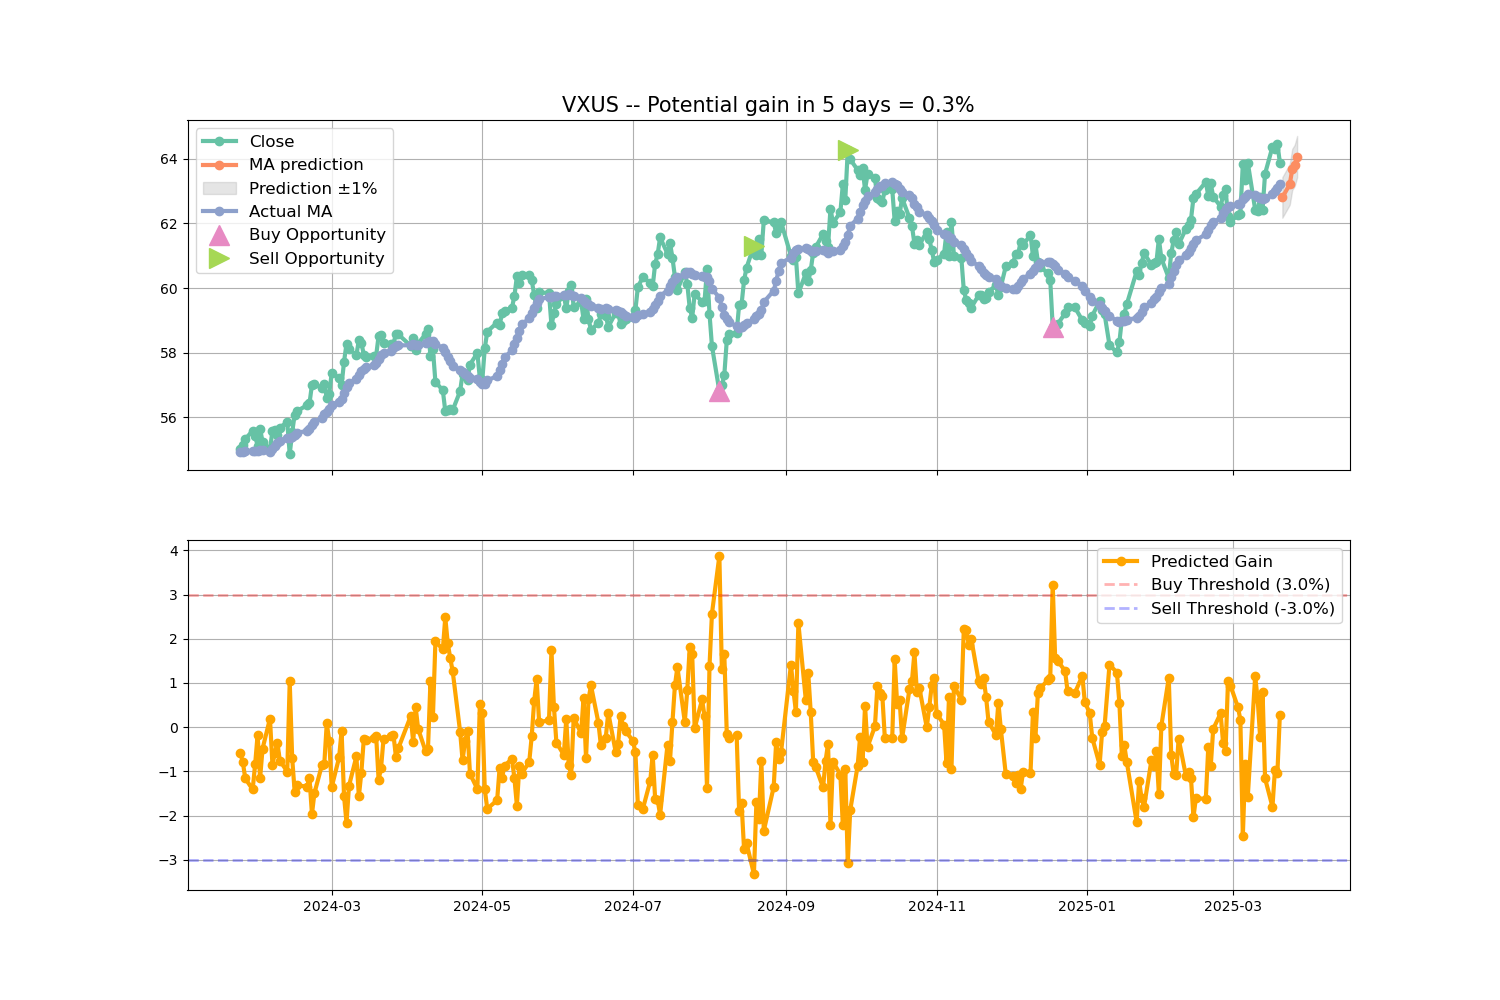 VXUS -- Potential gain in 5 days = 0.3%
Close
MA prediction
Prediction ±1%
Actual MA
Buy Opportunity
Sell Opportunity
64
62
60
58
56
Predicted Gain
Buy Threshold (3.0%)
Sell Threshold (-3.0%)
4
3
2
1
0
−1
−2
−3
2024-03 2024-05 2024-07 2024-09 2024-11 2025-01 2025-03